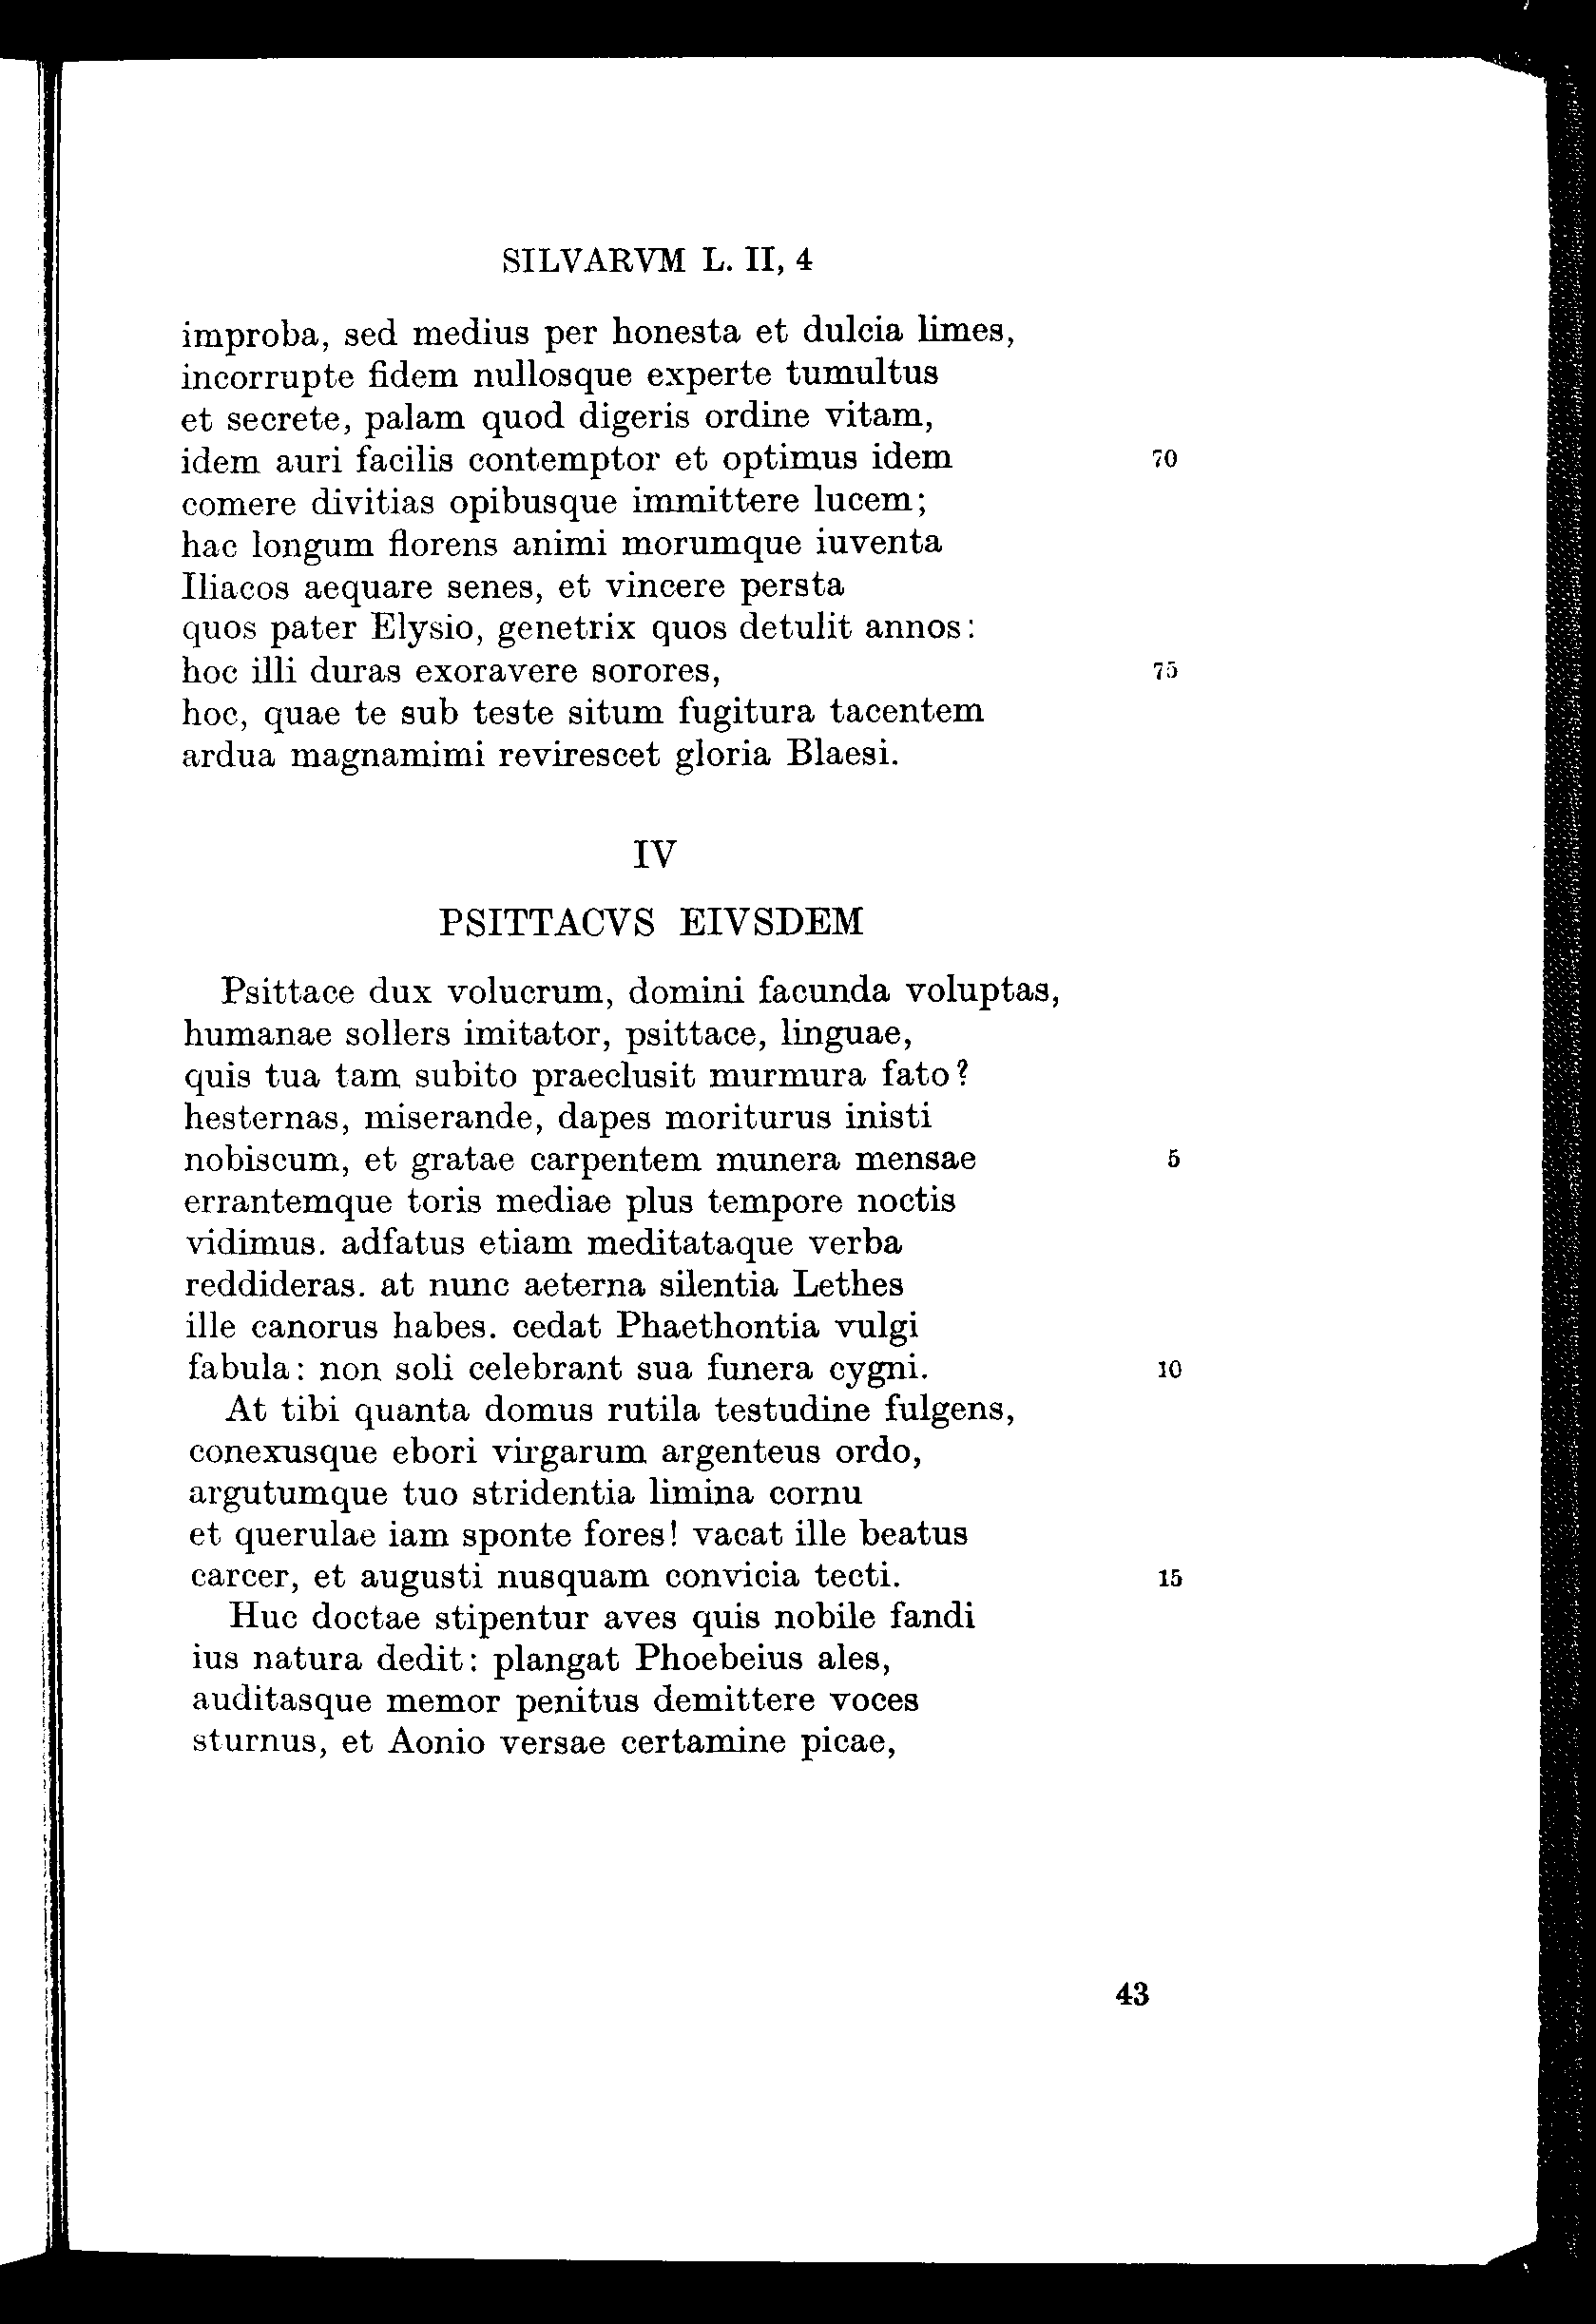 SILVARVM L. II, 4
improba, sed medius per honesta et dulcia limes,
incorrupte fidem nullosque experte tumultus
et secrete, palam quod digeris ordine vitam,
idem auri facilis contemptor et optimus idem 70
comere divitias opibusque immittere lucem;
hac longum florens animi morumque iuventa
Iliacos aequare senes, et vincere persta
quos pater Elysio, genetrix quos detulit annos:
hoc illi duras exoravere sorores, 75
hoc, quae te sub teste situm fugitura tacentem
ardua magnamimi revirescet gloria Blaesi.
IV
PSITTACVS EIVSDEM
Psittace dux volucrum, domini facunda voluptas,
humanae sollers imitator, psittace, linguae,
quis tua tam subito praeclusit murmura fato?
hesternas, miserande, dapes moriturus inisti
nobiscum, et gratae carpentem munera mensae 5
errantemque toris mediae plus tempore noctis
vidimus. adfatus etiam meditataque verba
reddideras. at nunc aeterna silentia Lethes
ille canorus habes. cedat Phaethontia vulgi
fabula: non soli celebrant sua funera cygni. 10
At tibi quanta domus rutila testudine fulgens,
conexusque ebori virgarum argenteus ordo,
argutumque tuo stridentia limina cornu
et querulae iam sponte fores! vacat ille beatus
carcer, et augusti nusquam convicia tecti. 15
Huc doctae stipentur aves quis nobile fandi
ius natura dedit: plangat Phoebeius ales,
auditasque memor penitus demittere voces
sturnus, et Aonio versae certamine picae,
43